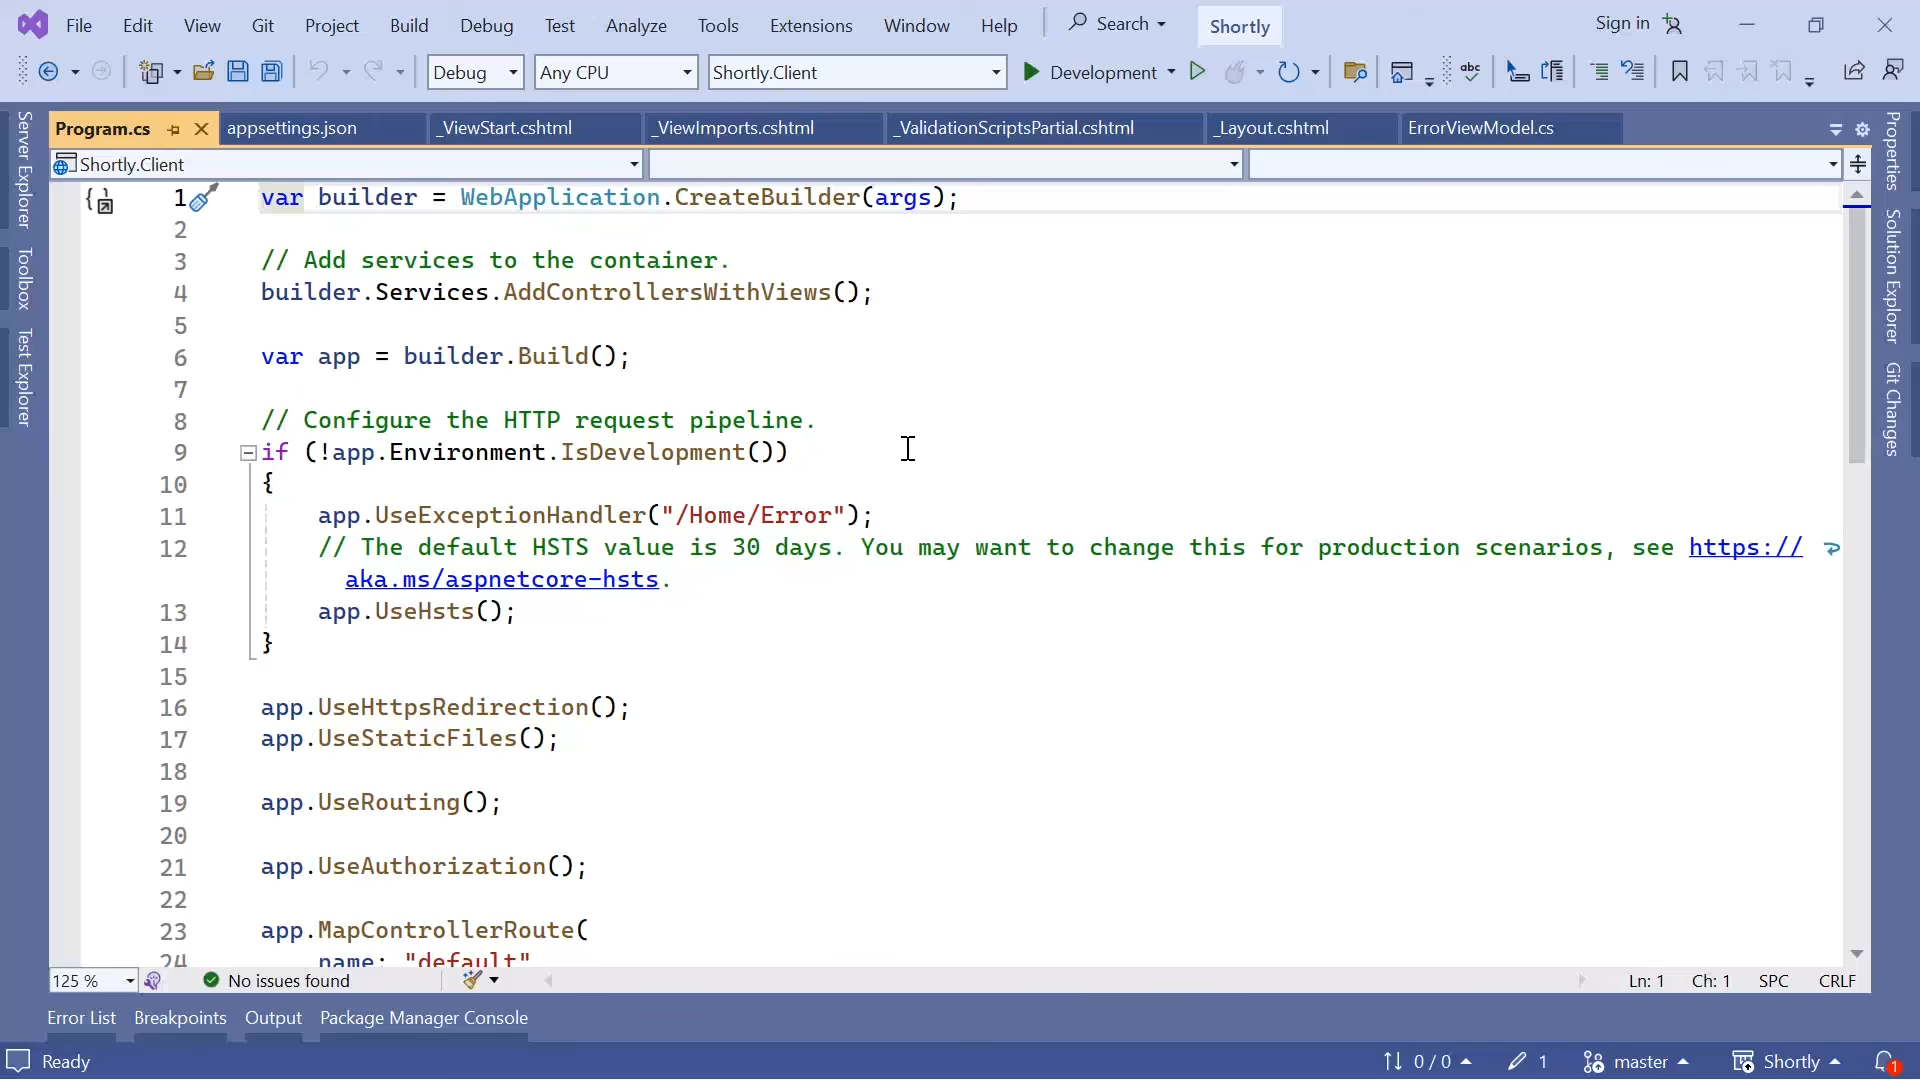 File Edit View Git Project Build Debug Test Analyze Tools Extensions Window Help Search Shortly Sign in
Debug Any CPU Shortly.Client Development abc
Program.cs appsettings.json _ViewStart.cshtml _ViewImports.cshtml _ValidationScriptsPartial.cshtml _Layout.cshtml ErrorViewModel.cs
Shortly.Client
Server Explorer
Toolbox
Test Explorer
1 var builder = WebApplication.CreateBuilder(args);
2
3 // Add services to the container.
4 builder.Services.AddControllersWithViews();
5
6 var app = builder.Build();
7
8 // Configure the HTTP request pipeline.
9 if (!app.Environment.IsDevelopment())
10 {
11 app.UseExceptionHandler("/Home/Error");
12 // The default HSTS value is 30 days. You may want to change this for production scenarios, see https://
aka.ms/aspnetcore-hsts.
13 app.UseHsts();
14 }
15
16 app.UseHttpsRedirection();
17 app.UseStaticFiles();
18
19 app.UseRouting();
20
21 app.UseAuthorization();
22
23 app.MapControllerRoute(
24 name: "default"
Properties
Solution Explorer
Git Changes
125 % No issues found Ln: 1 Ch: 1 SPC CRLF
Error List Breakpoints Output Package Manager Console
Ready 0 / 0 1 master Shortly 1